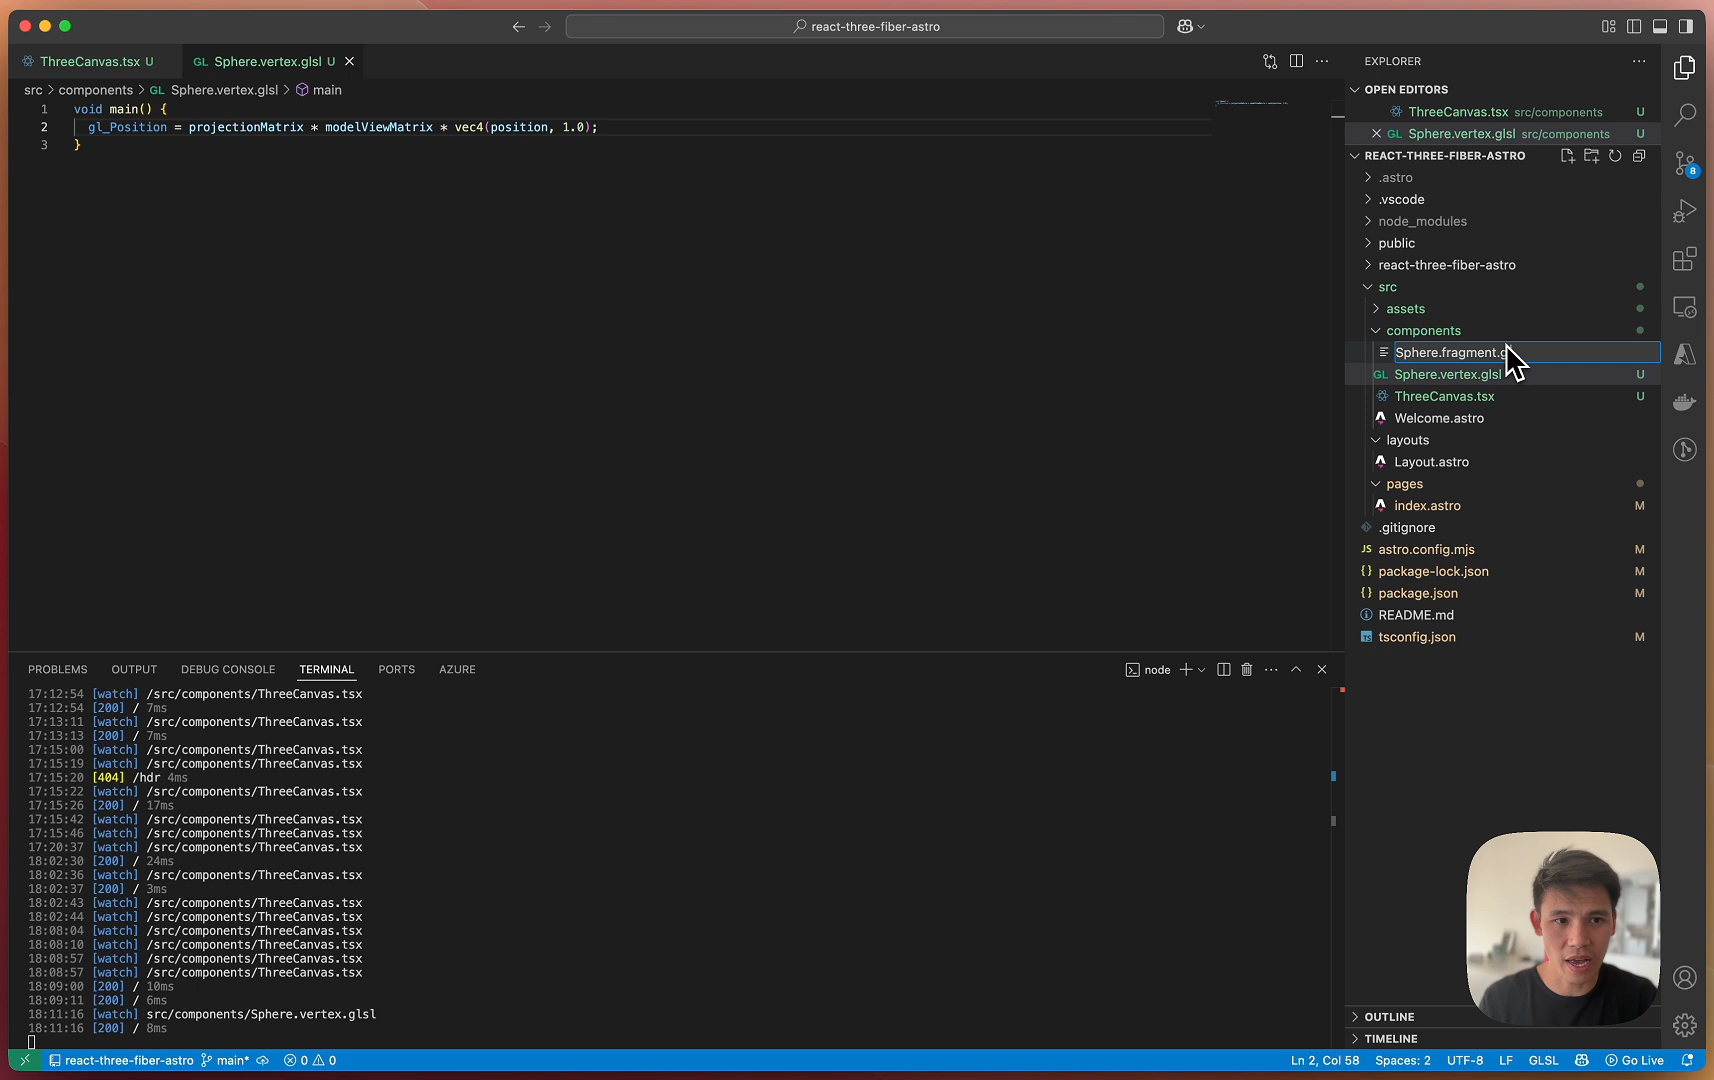 react-three-fiber-astro
ThreeCanvas.tsx U
GL Sphere.vertex.glsl U
src > components > GL Sphere.vertex.glsl > main
1 void main() {
2 gl_Position = projectionMatrix * modelViewMatrix * vec4(position, 1.0);
3 }
EXPLORER
OPEN EDITORS
ThreeCanvas.tsx src/components U
GL Sphere.vertex.glsl src/components U
REACT-THREE-FIBER-ASTRO
.astro
.vscode
node_modules
public
react-three-fiber-astro
src
assets
components
Sphere.fragment.g
GL Sphere.vertex.glsl U
ThreeCanvas.tsx U
Welcome.astro
layouts
Layout.astro
pages
index.astro M
.gitignore
JS astro.config.mjs M
{ } package-lock.json M
{ } package.json M
README.md
TS tsconfig.json M
OUTLINE
TIMELINE
8
PROBLEMS OUTPUT DEBUG CONSOLE TERMINAL PORTS AZURE
node
17:12:54 [watch] /src/components/ThreeCanvas.tsx
17:12:54 [200] / 7ms
17:13:11 [watch] /src/components/ThreeCanvas.tsx
17:13:13 [200] / 7ms
17:15:00 [watch] /src/components/ThreeCanvas.tsx
17:15:19 [watch] /src/components/ThreeCanvas.tsx
17:15:20 [404] /hdr 4ms
17:15:22 [watch] /src/components/ThreeCanvas.tsx
17:15:26 [200] / 17ms
17:15:42 [watch] /src/components/ThreeCanvas.tsx
17:15:46 [watch] /src/components/ThreeCanvas.tsx
17:20:37 [watch] /src/components/ThreeCanvas.tsx
18:02:30 [200] / 24ms
18:02:36 [watch] /src/components/ThreeCanvas.tsx
18:02:37 [200] / 3ms
18:02:43 [watch] /src/components/ThreeCanvas.tsx
18:02:44 [watch] /src/components/ThreeCanvas.tsx
18:08:04 [watch] /src/components/ThreeCanvas.tsx
18:08:10 [watch] /src/components/ThreeCanvas.tsx
18:08:57 [watch] /src/components/ThreeCanvas.tsx
18:08:57 [watch] /src/components/ThreeCanvas.tsx
18:09:00 [200] / 10ms
18:09:11 [200] / 6ms
18:11:16 [watch] src/components/Sphere.vertex.glsl
18:11:16 [200] / 8ms
react-three-fiber-astro main* 0 0 Ln 2, Col 58 Spaces: 2 UTF-8 LF GLSL Go Live